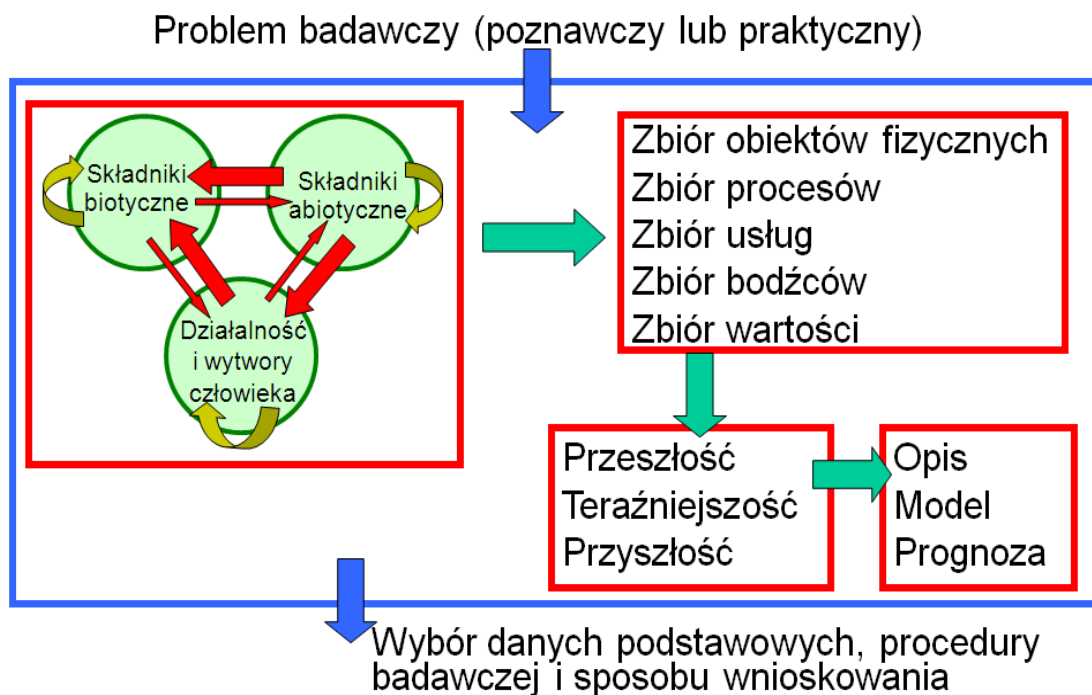 Problem badawczy (poznawczy lub praktyczny)
Składniki
biotyczne
Składniki
abiotyczne
Działalność
i wytwory
człowieka
Zbiór obiektów fizycznych
Zbiór procesów
Zbiór usług
Zbiór bodźców
Zbiór wartości
Przeszłość
Teraźniejszość
Przyszłość
Opis
Model
Prognoza
Wybór danych podstawowych, procedury
badawczej i sposobu wnioskowania